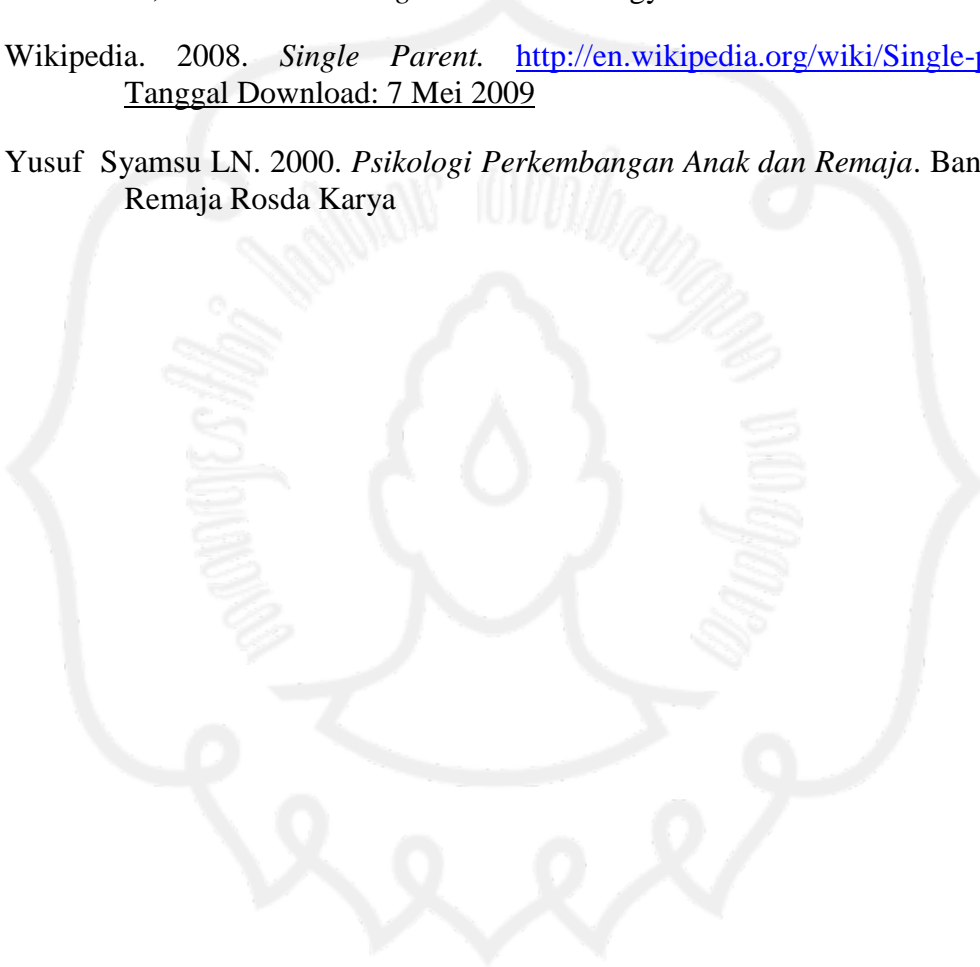 Wikipedia. 2008. Single Parent. http://en.wikipedia.org/wiki/Single-p
Tanggal Download: 7 Mei 2009
Yusuf Syamsu LN. 2000. Psikologi Perkembangan Anak dan Remaja. Ban
Remaja Rosda Karya